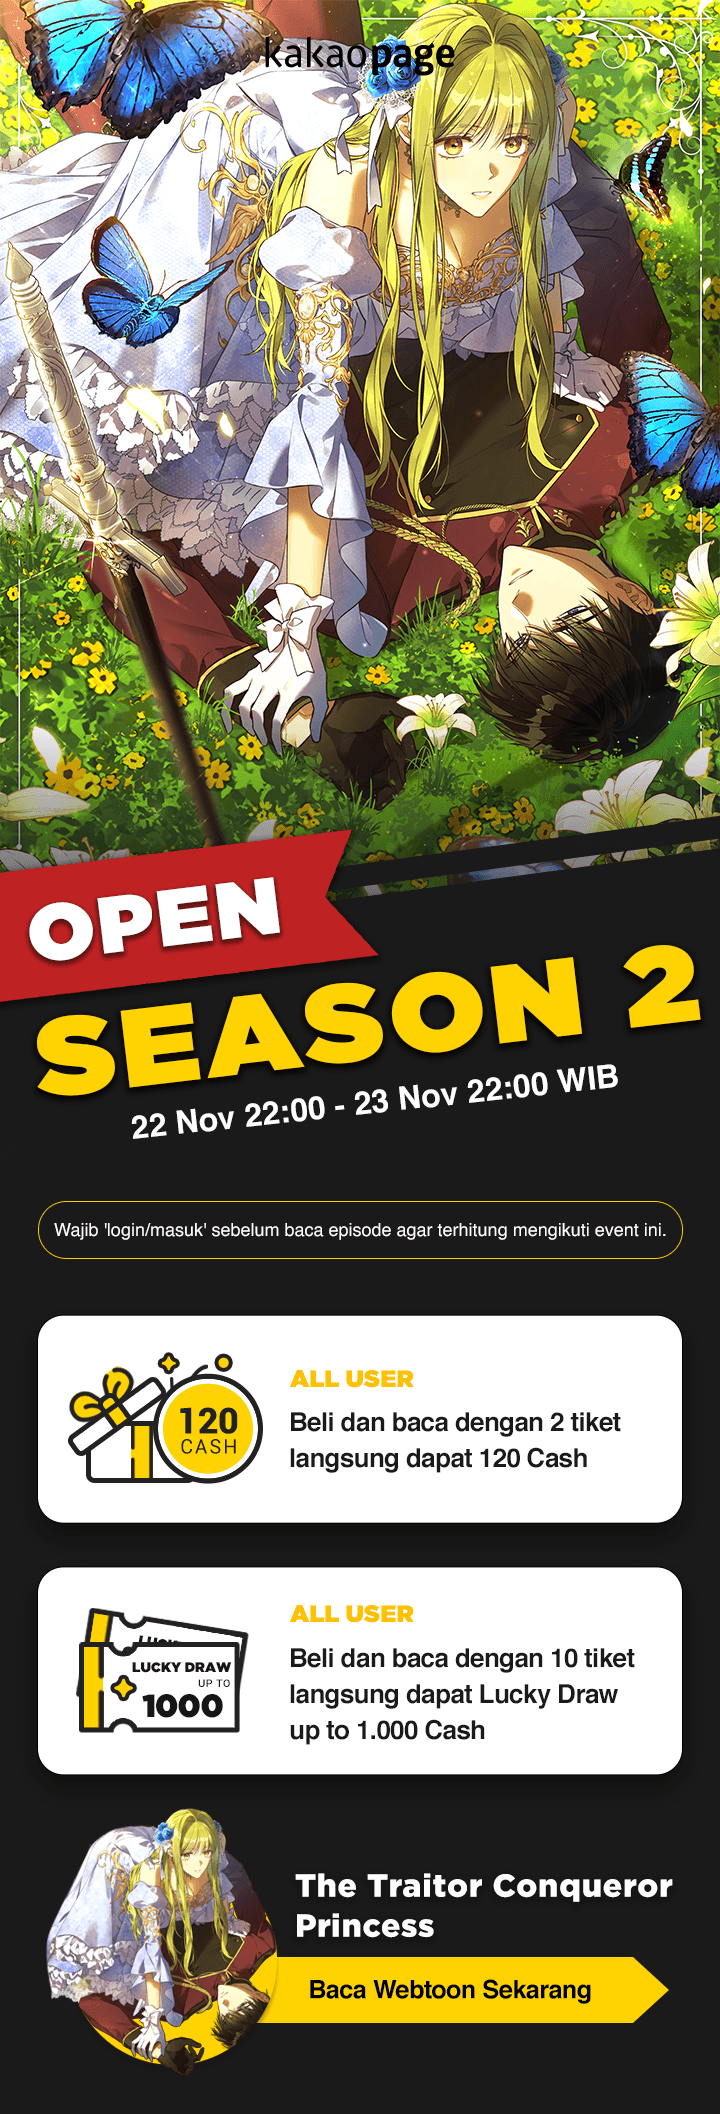 kakaopage
OPEN
SEASON 2
22 Nov 22:00 - 23 Nov 22:00 WIB
Wajib 'login/masuk' sebelum baca episode agar terhitung mengikuti event ini.
120
CASH
ALL USER
Beli dan baca dengan 2 tiket
langsung dapat 120 Cash
LUCKY DRAW
UP TO
1000
ALL USER
Beli dan baca dengan 10 tiket
langsung dapat Lucky Draw
up to 1.000 Cash
The Traitor Conqueror
Princess
Baca Webtoon Sekarang